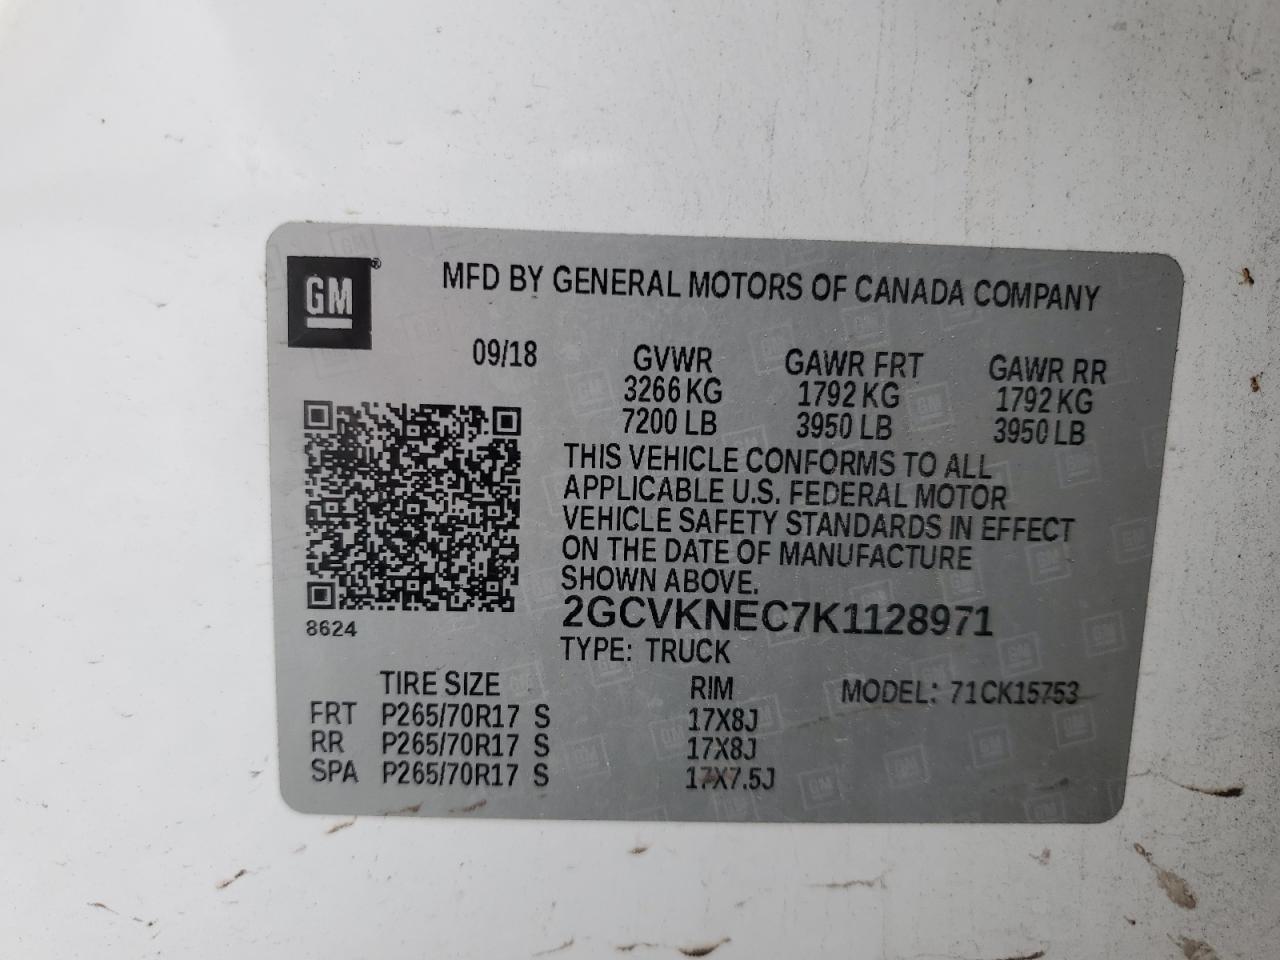 GM®
MFD BY GENERAL MOTORS OF CANADA COMPANY
09/18 GVWR GAWR FRT GAWR RR
3266 KG 1792 KG 1792 KG
7200 LB 3950 LB 3950 LB
THIS VEHICLE CONFORMS TO ALL
APPLICABLE U.S. FEDERAL MOTOR
VEHICLE SAFETY STANDARDS IN EFFECT
ON THE DATE OF MANUFACTURE
SHOWN ABOVE.
8624
2GCVKNEC7K1128971
TYPE: TRUCK
TIRE SIZE RIM MODEL: 71CK15753
FRT P265/70R17 S 17X8J
RR P265/70R17 S 17X8J
SPA P265/70R17 S 17X7.5J